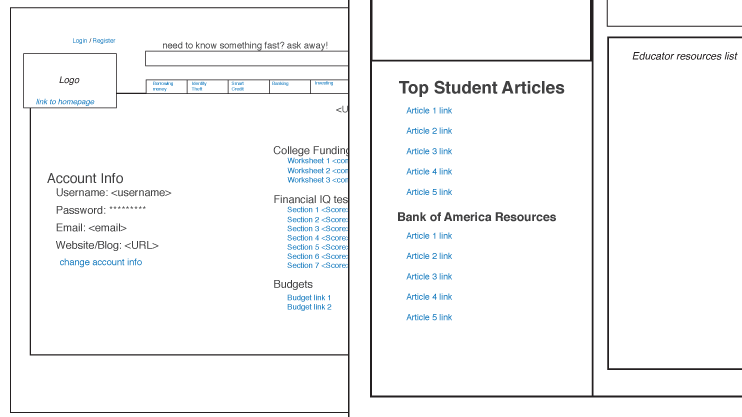 Login / Register
need to know something fast? ask away!
Logo
link to homepage
Borrowing money
Identity Theft
Smart Credit
Banking
Investing
<U
Account Info
Username: <username>
Password: *********
Email: <email>
Website/Blog: <URL>
change account info
College Funding
Worksheet 1 <con
Worksheet 2 <con
Worksheet 3 <con
Financial IQ tes
Section 1 <Score:
Section 2 <Score:
Section 3 <Score:
Section 4 <Score:
Section 5 <Score:
Section 6 <Score:
Section 7 <Score:
Budgets
Budget link 1
Budget link 2
Top Student Articles
Article 1 link
Article 2 link
Article 3 link
Article 4 link
Article 5 link
Bank of America Resources
Article 1 link
Article 2 link
Article 3 link
Article 4 link
Article 5 link
Educator resources list